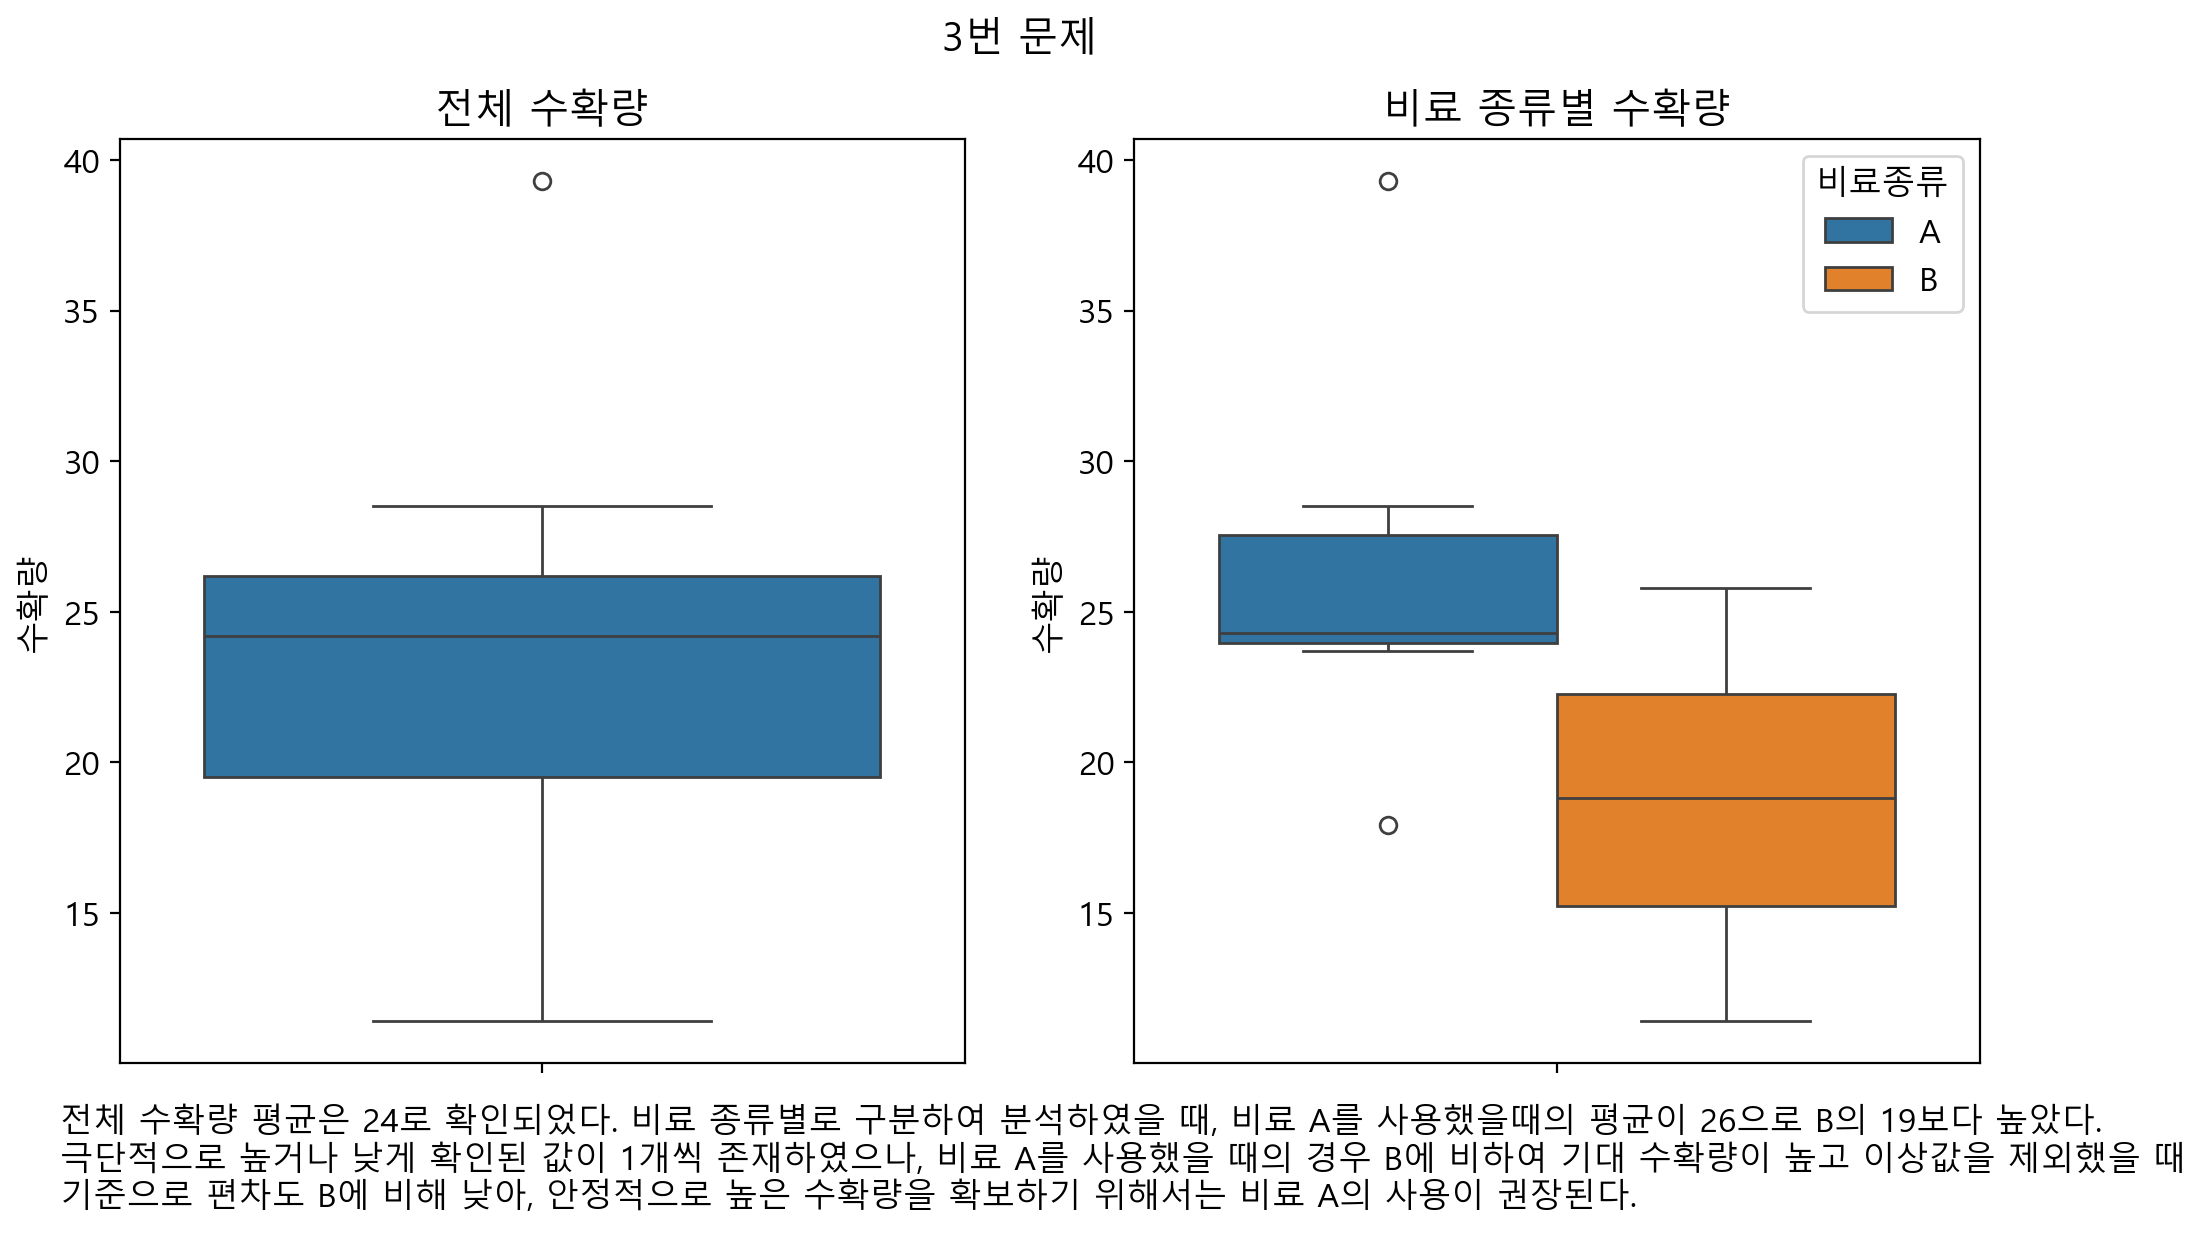 3번 문제
전체 수확량
40
35
30
25
20
15
수확량
비료 종류별 수확량
40
35
30
25
20
15
수확량
비료종류
A
B
전체 수확량 평균은 24로 확인되었다. 비료 종류별로 구분하여 분석하였을 때, 비료 A를 사용했을때의 평균이 26으로 B의 19보다 높았다.
극단적으로 높거나 낮게 확인된 값이 1개씩 존재하였으나, 비료 A를 사용했을 때의 경우 B에 비하여 기대 수확량이 높고 이상값을 제외했을 때
기준으로 편차도 B에 비해 낮아, 안정적으로 높은 수확량을 확보하기 위해서는 비료 A의 사용이 권장된다.